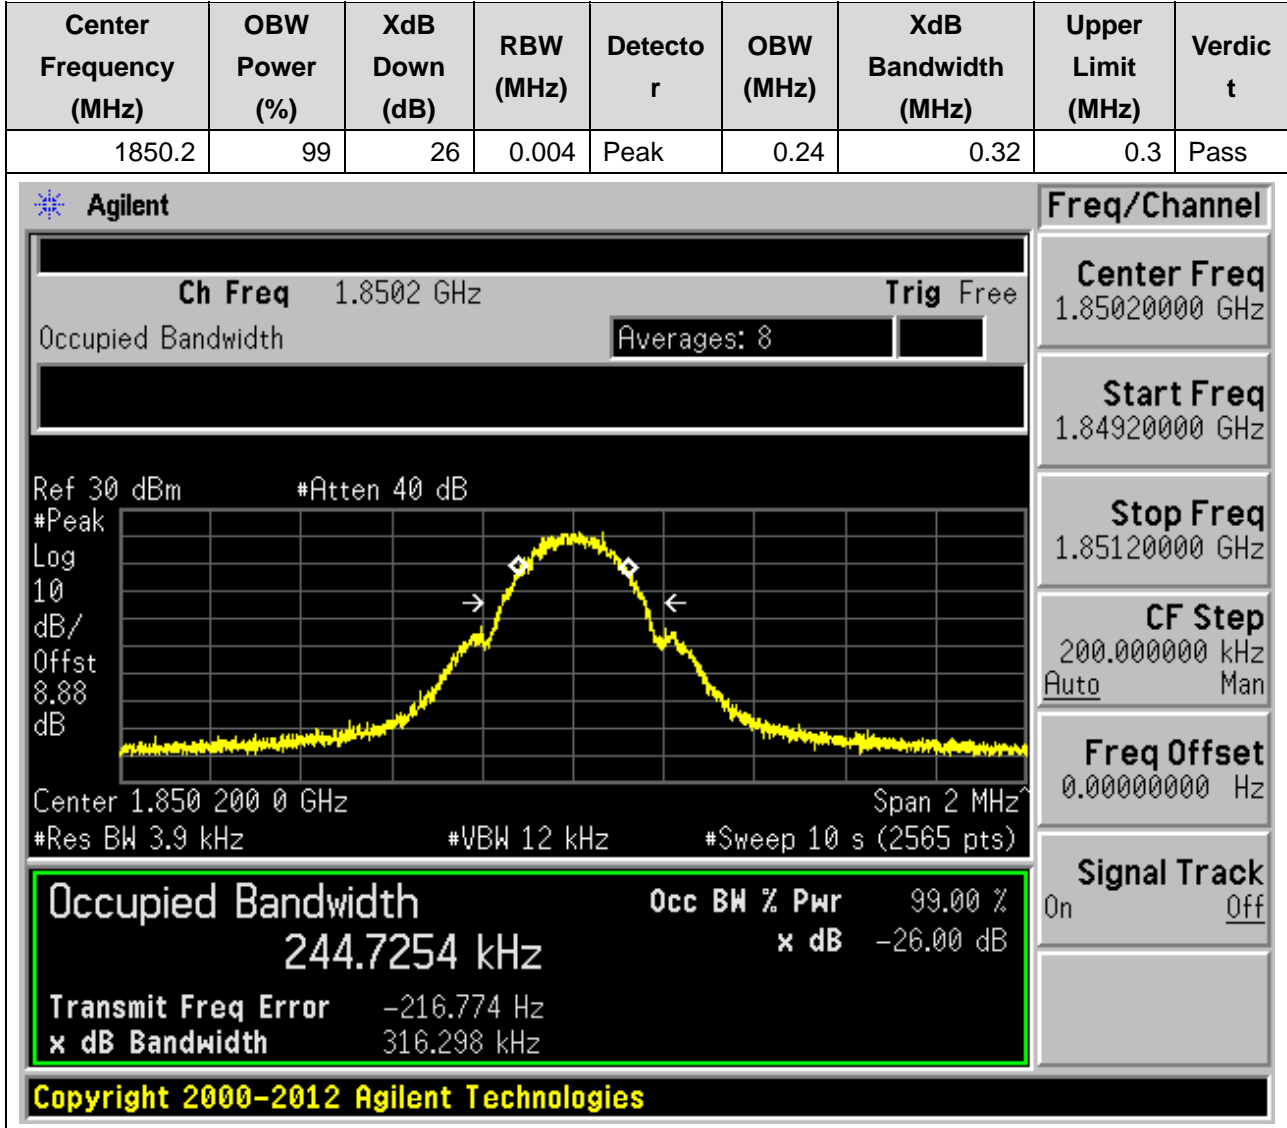 Center Frequency (MHz) OBW Power (%) XdB Down (dB) RBW (MHz) Detecto r OBW (MHz) XdB Bandwidth (MHz) Upper Limit (MHz) Verdic t
1850.2 99 26 0.004 Peak 0.24 0.32 0.3 Pass
Agilent
Freq/Channel
Ch Freq 1.8502 GHz Trig Free
Occupied Bandwidth Averages: 8
Center Freq
1.85020000 GHz
Start Freq
1.84920000 GHz
Stop Freq
1.85120000 GHz
CF Step
200.000000 kHz
Auto Man
Freq Offset
0.00000000 Hz
Signal Track
On Off
Ref 30 dBm #Atten 40 dB
#Peak
Log
10
dB/
Offst
8.88
dB
Center 1.850 200 0 GHz Span 2 MHz^
#Res BW 3.9 kHz #VBW 12 kHz #Sweep 10 s (2565 pts)
Occupied Bandwidth Occ BW % Pwr 99.00 %
244.7254 kHz x dB -26.00 dB
Transmit Freq Error -216.774 Hz
x dB Bandwidth 316.298 kHz
Copyright 2000-2012 Agilent Technologies